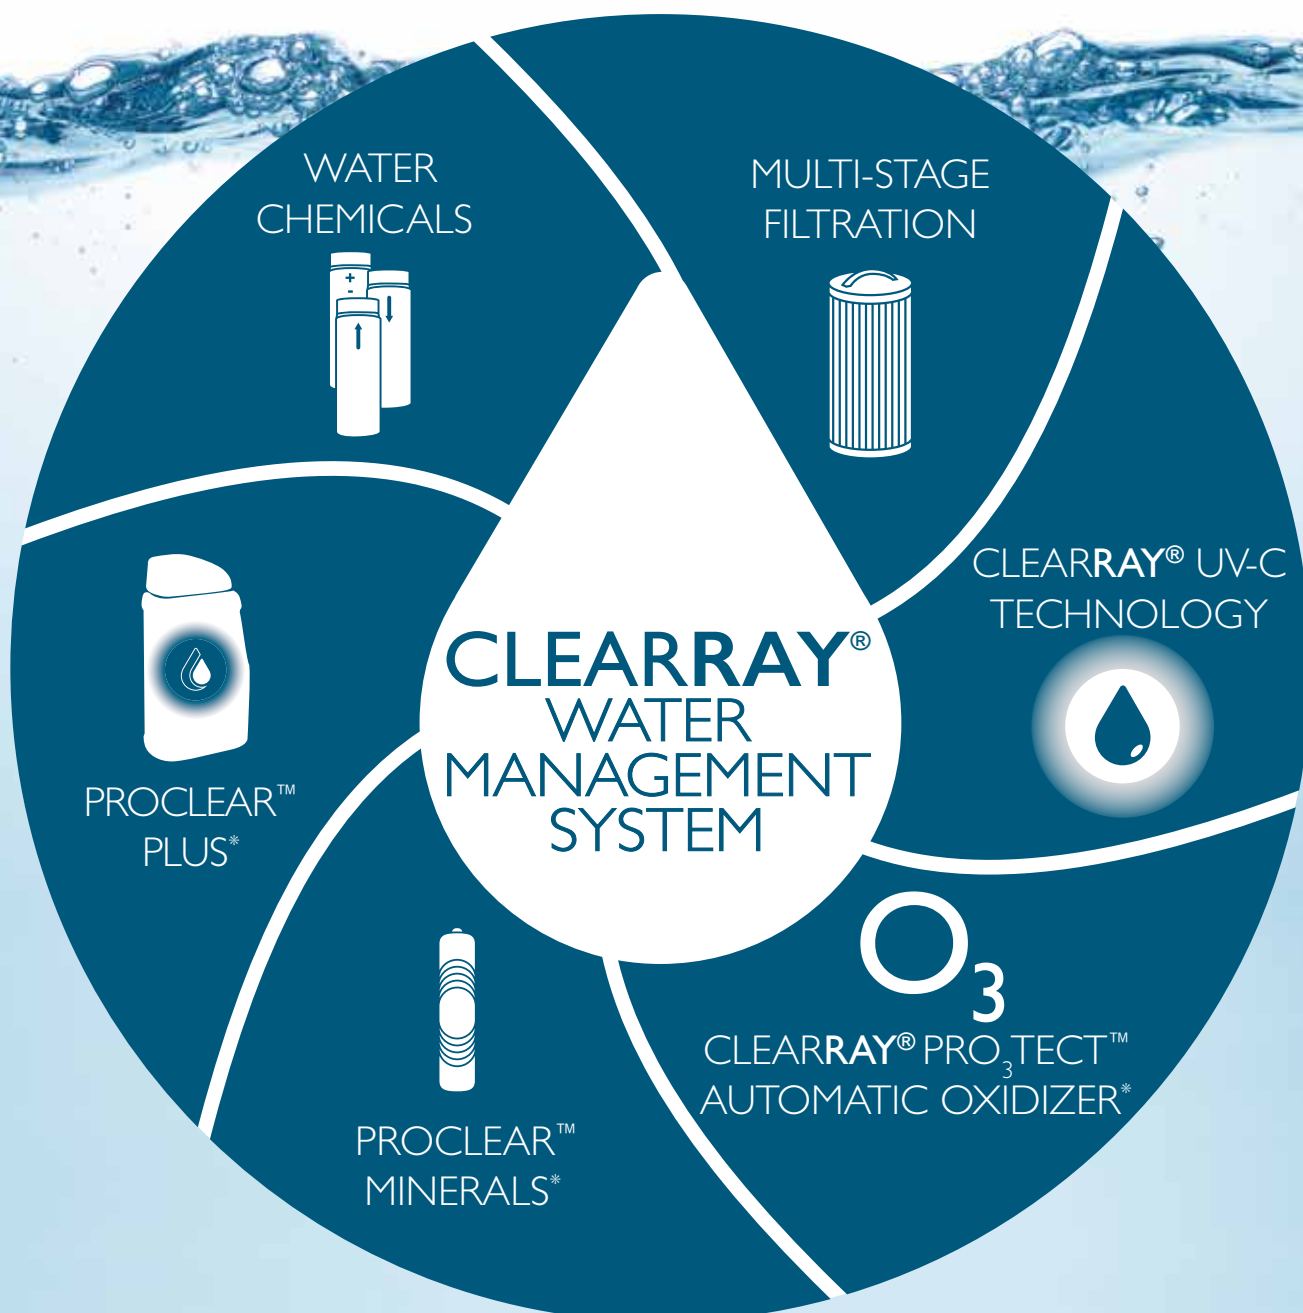 WATER
CHEMICALS
+
-
MULTI-STAGE
FILTRATION
CLEARRAY® UV-C
TECHNOLOGY
O₃
CLEARRAY® PRO₃TECT™
AUTOMATIC OXIDIZER*
PROCLEAR™
MINERALS*
PROCLEAR™
PLUS*
CLEARRAY®
WATER
MANAGEMENT
SYSTEM